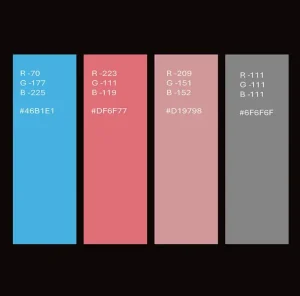 R -70
G -177
B -225
#46B1E1
R -223
G -111
B -119
#DF6F77
R -209
G -151
B -152
#D19798
R -111
G -111
B -111
#6F6F6F